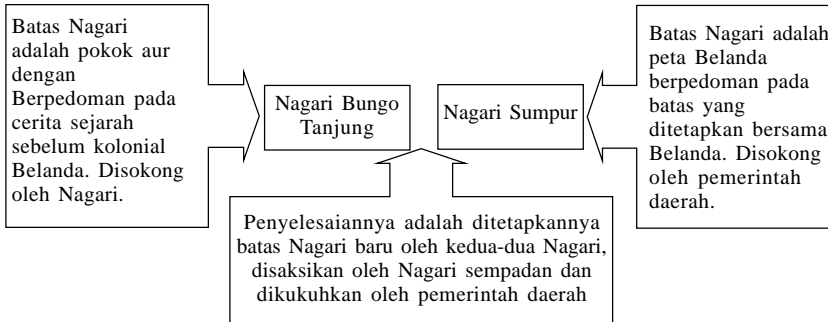 Batas Nagari
adalah pokok aur
dengan
Berpedoman pada
cerita sejarah
sebelum kolonial
Belanda. Disokong
oleh Nagari.
Nagari Bungo
Tanjung
Nagari Sumpur
Batas Nagari adalah
peta Belanda
berpedoman pada
batas yang
ditetapkan bersama
Belanda. Disokong
oleh pemerintah
daerah.
Penyelesaiannya adalah ditetapkannya
batas Nagari baru oleh kedua-dua Nagari,
disaksikan oleh Nagari sempadan dan
dikukuhkan oleh pemerintah daerah